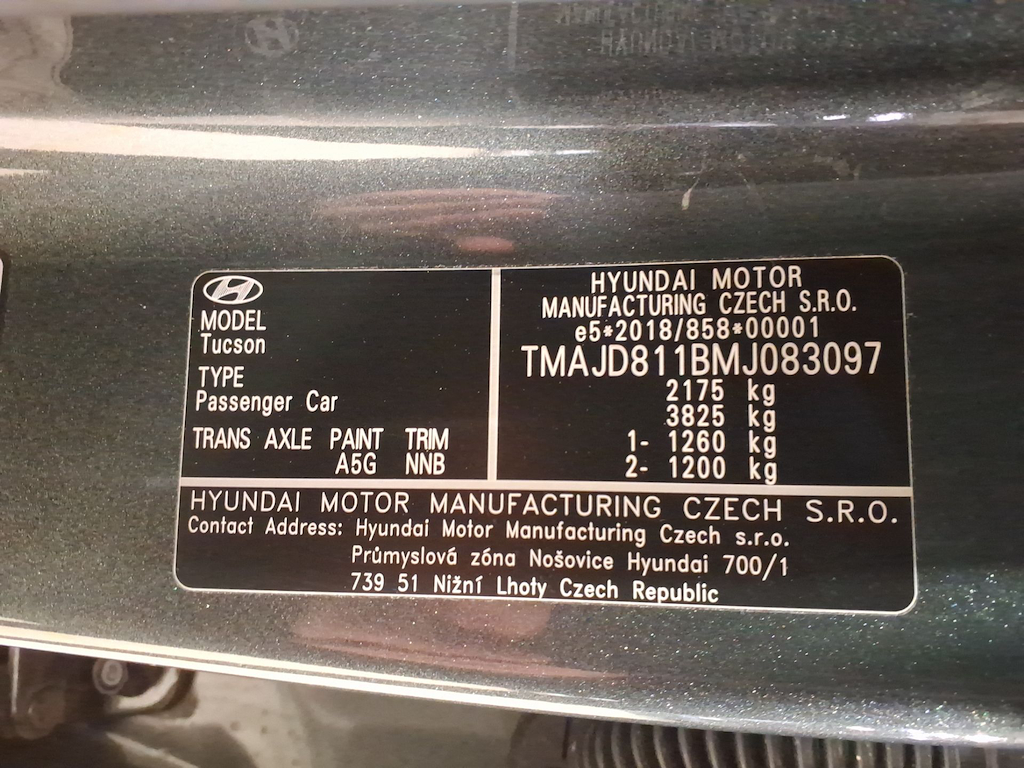 MODEL
Tucson
TYPE
Passenger Car
TRANS AXLE PAINT TRIM
A5G NNB
HYUNDAI MOTOR
MANUFACTURING CZECH S.R.O.
e5*2018/858*00001
TMAJD811BMJ083097
2175 kg
3825 kg
1- 1260 kg
2- 1200 kg
HYUNDAI MOTOR MANUFACTURING CZECH S.R.O.
Contact Address: Hyundai Motor Manufacturing Czech s.r.o.
Průmyslová zóna Nošovice Hyundai 700/1
739 51 Nižní Lhoty Czech Republic